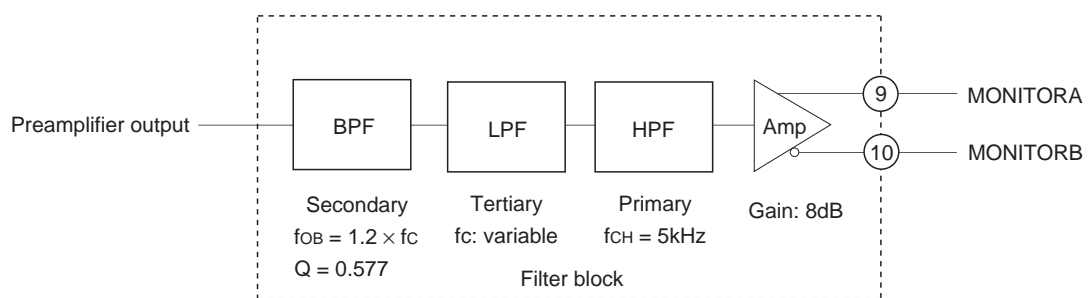 Preamplifier output
BPF
LPF
HPF
Amp
9
MONITORA
10
MONITORB
Secondary
fOB = 1.2 × fC
Q = 0.577
Tertiary
fC: variable
Primary
fCH = 5kHz
Gain: 8dB
Filter block